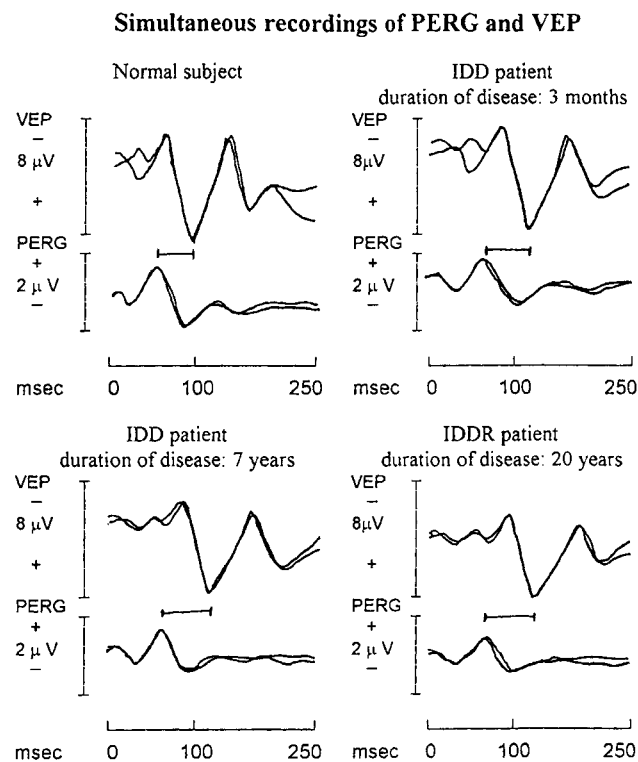 Simultaneous recordings of PERG and VEP
Normal subject
VEP
−
8 μV
+
PERG
+
2 μ V
−
msec 0 100 250
IDD patient
duration of disease: 3 months
VEP
−
8μV
+
PERG
+
2 μ V
−
msec 0 100 250
IDD patient
duration of disease: 7 years
VEP
−
8 μV
+
PERG
+
2 μ V
−
msec 0 100 250
IDDR patient
duration of disease: 20 years
VEP
−
8μV
+
PERG
+
2 μ V
−
msec 0 100 250